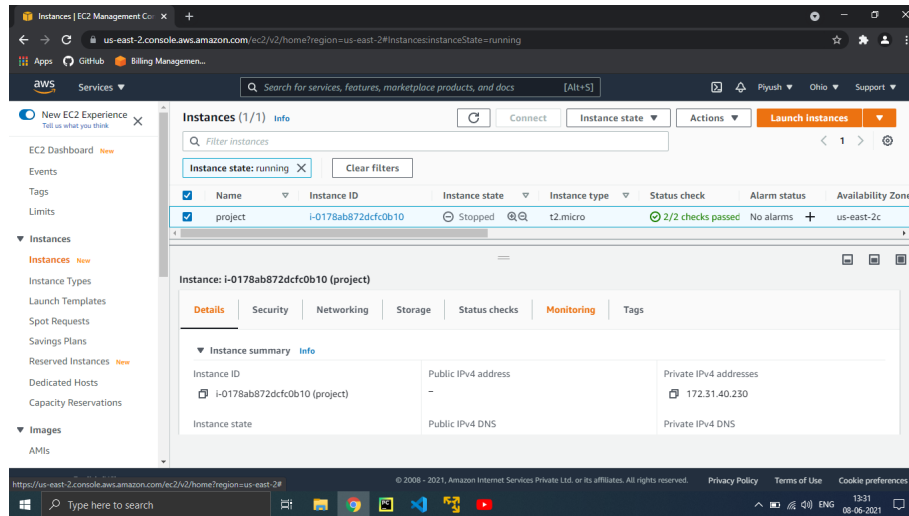 Instances | EC2 Management Con
us-east-2.console.aws.amazon.com/ec2/v2/home?region=us-east-2#Instances:instanceState=running
Apps GitHub Billing Managemen...
aws Services ▼ Search for services, features, marketplace products, and docs [Alt+S] Piyush ▼ Ohio ▼ Support ▼
New EC2 Experience
Tell us what you think
EC2 Dashboard New
Events
Tags
Limits
▼ Instances
Instances New
Instance Types
Launch Templates
Spot Requests
Savings Plans
Reserved Instances New
Dedicated Hosts
Capacity Reservations
▼ Images
AMIs
Instances (1/1) Info Connect Instance state ▼ Actions ▼ Launch instances ▼
Filter instances < 1 >
Instance state: running X Clear filters
Name Instance ID Instance state Instance type Status check Alarm status Availability Zone
project i-0178ab872dcfc0b10 Stopped t2.micro 2/2 checks passed No alarms + us-east-2c
Instance: i-0178ab872dcfc0b10 (project)
Details Security Networking Storage Status checks Monitoring Tags
▼ Instance summary Info
Instance ID Public IPv4 address Private IPv4 addresses
i-0178ab872dcfc0b10 (project) – 172.31.40.230
Instance state Public IPv4 DNS Private IPv4 DNS
https://us-east-2.console.aws.amazon.com/ec2/v2/home?region=us-east-2#
© 2008 - 2021, Amazon Internet Services Private Ltd. or its affiliates. All rights reserved. Privacy Policy Terms of Use Cookie preferences
Type here to search ENG 13:31
08-06-2021